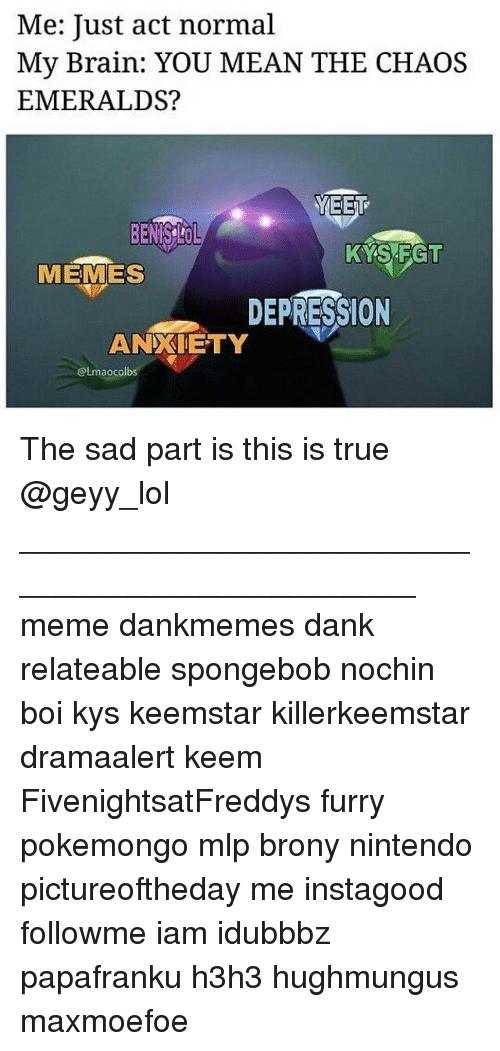 Me: Just act normal
My Brain: YOU MEAN THE CHAOS
EMERALDS?
YEET
BENIS LOL
KYS FGT
MEMES
DEPRESSION
ANXIETY
@Lmaocolbs
The sad part is this is true
@geyy_lol
_________________________
______________________
meme dankmemes dank
relateable spongebob nochin
boi kys keemstar killerkeemstar
dramaalert keem
FivenightsatFreddys furry
pokemongo mlp brony nintendo
pictureoftheday me instagood
followme iam idubbbz
papafranku h3h3 hughmungus
maxmoefoe